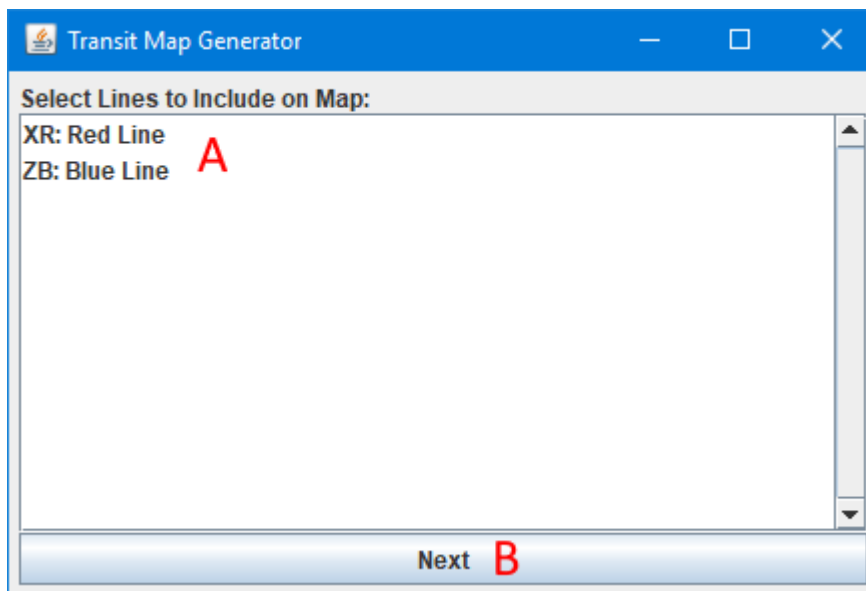 Transit Map Generator
Select Lines to Include on Map:
XR: Red Line
A
ZB: Blue Line
Next B